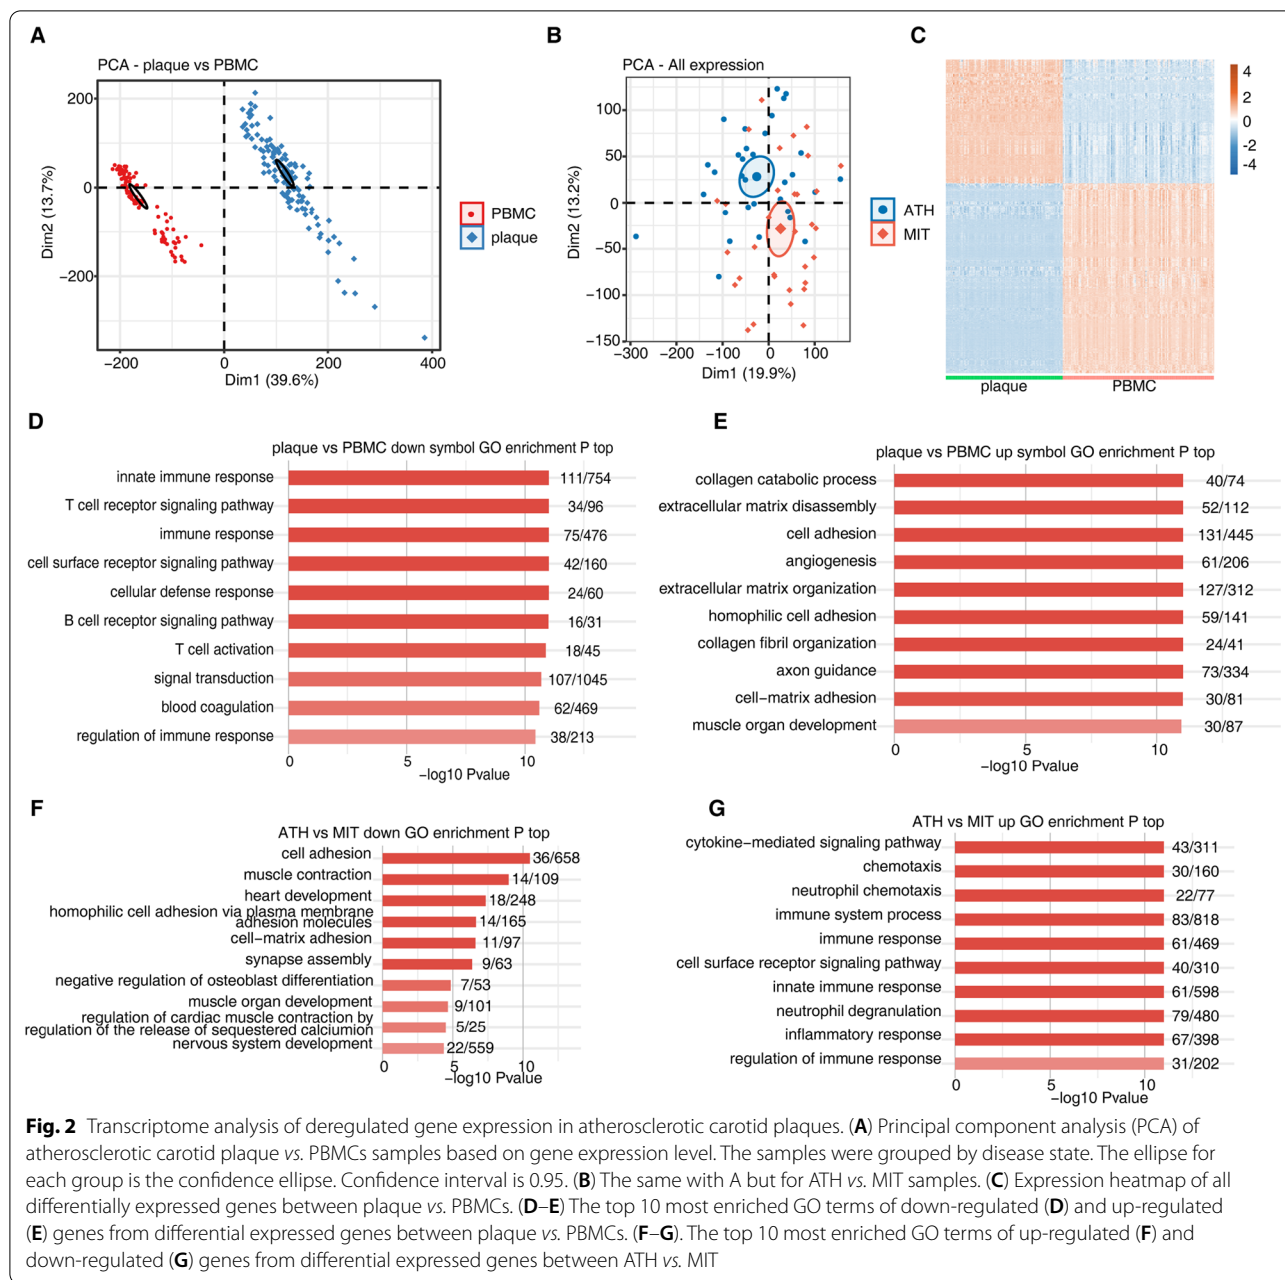 A
PCA - plaque vs PBMC
200
0
−200
Dim2 (13.7%)
−200
0
200
400
Dim1 (39.6%)
PBMC
plaque
B
PCA - All expression
100
50
0
−50
−100
−150
Dim2 (13.2%)
−300
−200
−100
0
100
Dim1 (19.9%)
ATH
MIT
C
4
2
0
-2
-4
plaque
PBMC
D
plaque vs PBMC down symbol GO enrichment P top
innate immune response 111/754
T cell receptor signaling pathway 34/96
immune response 75/476
cell surface receptor signaling pathway 42/160
cellular defense response 24/60
B cell receptor signaling pathway 16/31
T cell activation 18/45
signal transduction 107/1045
blood coagulation 62/469
regulation of immune response 38/213
0 5 10
−log10 Pvalue
E
plaque vs PBMC up symbol GO enrichment P top
collagen catabolic process 40/74
extracellular matrix disassembly 52/112
cell adhesion 131/445
angiogenesis 61/206
extracellular matrix organization 127/312
homophilic cell adhesion 59/141
collagen fibril organization 24/41
axon guidance 73/334
cell−matrix adhesion 30/81
muscle organ development 30/87
0 5 10
−log10 Pvalue
F
ATH vs MIT down GO enrichment P top
cell adhesion 36/658
muscle contraction 14/109
heart development 18/248
homophilic cell adhesion via plasma membrane
adhesion molecules 14/165
cell−matrix adhesion 11/97
synapse assembly 9/63
negative regulation of osteoblast differentiation 7/53
muscle organ development 9/101
regulation of cardiac muscle contraction by
regulation of the release of sequestered calciumion 5/25
nervous system development 22/559
0 5 10
−log10 Pvalue
G
ATH vs MIT up GO enrichment P top
cytokine−mediated signaling pathway 43/311
chemotaxis 30/160
neutrophil chemotaxis 22/77
immune system process 83/818
immune response 61/469
cell surface receptor signaling pathway 40/310
innate immune response 61/598
neutrophil degranulation 79/480
inflammatory response 67/398
regulation of immune response 31/202
0 5 10
−log10 Pvalue
Fig. 2 Transcriptome analysis of deregulated gene expression in atherosclerotic carotid plaques. (A) Principal component analysis (PCA) of
atherosclerotic carotid plaque vs. PBMCs samples based on gene expression level. The samples were grouped by disease state. The ellipse for
each group is the confidence ellipse. Confidence interval is 0.95. (B) The same with A but for ATH vs. MIT samples. (C) Expression heatmap of all
differentially expressed genes between plaque vs. PBMCs. (D–E) The top 10 most enriched GO terms of down-regulated (D) and up-regulated
(E) genes from differential expressed genes between plaque vs. PBMCs. (F–G). The top 10 most enriched GO terms of up-regulated (F) and
down-regulated (G) genes from differential expressed genes between ATH vs. MIT